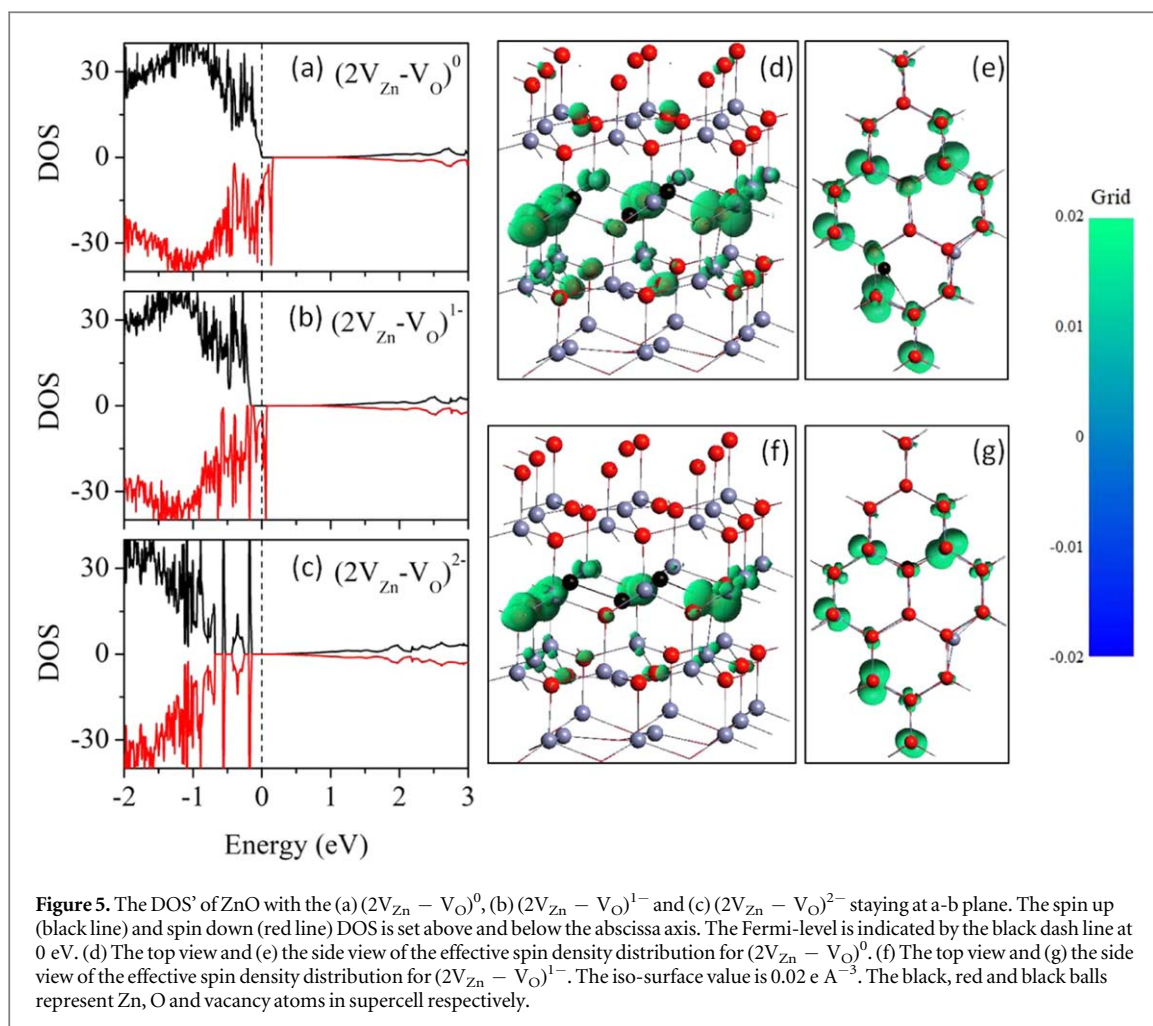 30
0
-30
DOS
(a) (2V_Zn-V_O)^0
30
0
-30
DOS
(b) (2V_Zn-V_O)^1-
30
0
-30
DOS
(c) (2V_Zn-V_O)^2-
-2 -1 0 1 2 3
Energy (eV)
(d)
(e)
(f)
(g)
Grid
0.02
0.01
0
-0.01
-0.02
Figure 5. The DOS' of ZnO with the (a) (2V_Zn − V_O)^0, (b) (2V_Zn − V_O)^1− and (c) (2V_Zn − V_O)^2− staying at a-b plane. The spin up
(black line) and spin down (red line) DOS is set above and below the abscissa axis. The Fermi-level is indicated by the black dash line at
0 eV. (d) The top view and (e) the side view of the effective spin density distribution for (2V_Zn − V_O)^0. (f) The top view and (g) the side
view of the effective spin density distribution for (2V_Zn − V_O)^1−. The iso-surface value is 0.02 e A^−3. The black, red and black balls
represent Zn, O and vacancy atoms in supercell respectively.